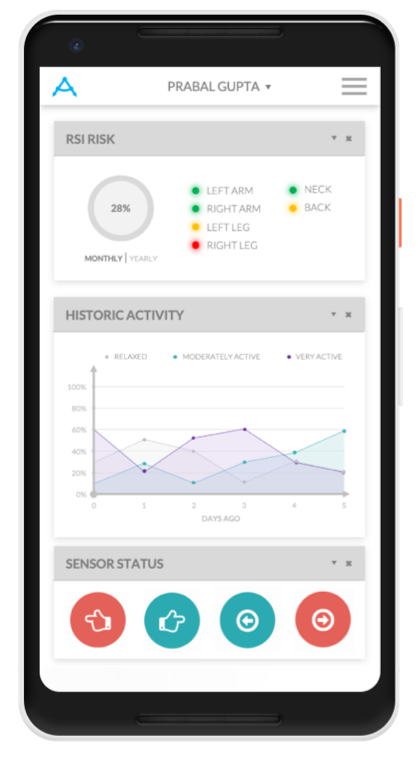 PRABAL GUPTA
RSI RISK
28%
MONTHLY | YEARLY
LEFT ARM
RIGHT ARM
LEFT LEG
RIGHT LEG
NECK
BACK
HISTORIC ACTIVITY
RELAXED MODERATELY ACTIVE VERY ACTIVE
100%
80%
60%
40%
20%
0%
0 1 2 3 4 5
DAYS AGO
SENSOR STATUS